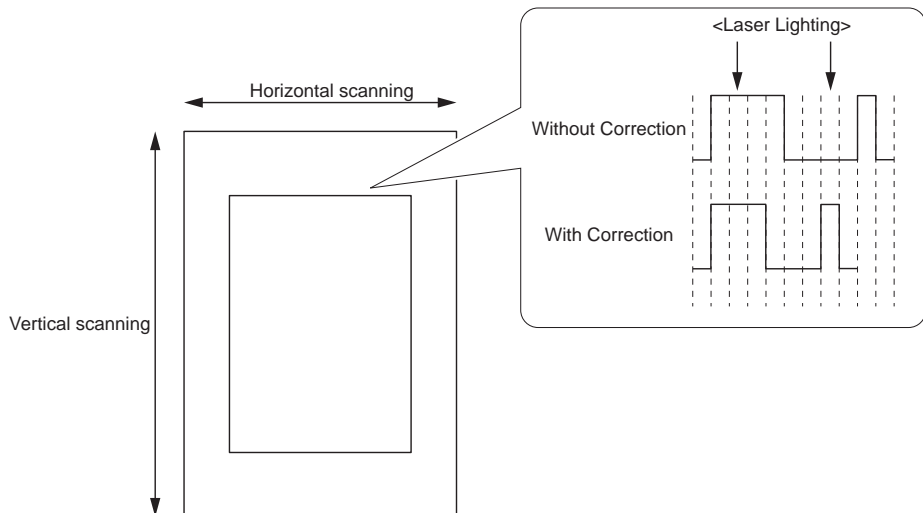 <Laser Lighting>
Horizontal scanning
Without Correction
With Correction
Vertical scanning